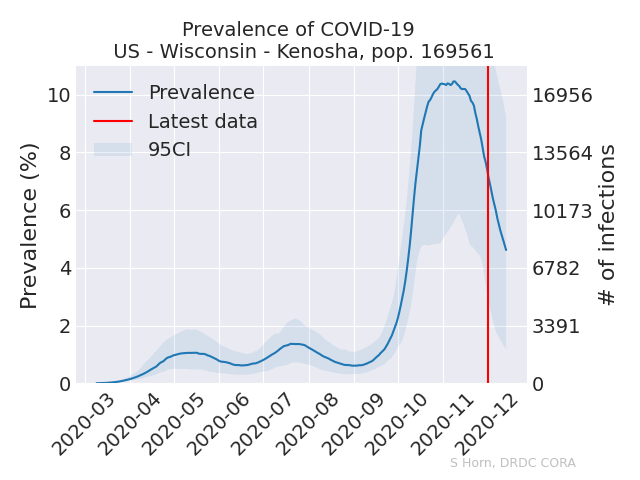 Prevalence of COVID-19
US - Wisconsin - Kenosha, pop. 169561
Prevalence
Latest data
95CI
Prevalence (%)
10
8
6
4
2
0
16956
13564
10173
6782
3391
0
# of infections
2020-03
2020-04
2020-05
2020-06
2020-07
2020-08
2020-09
2020-10
2020-11
2020-12
S Horn, DRDC CORA